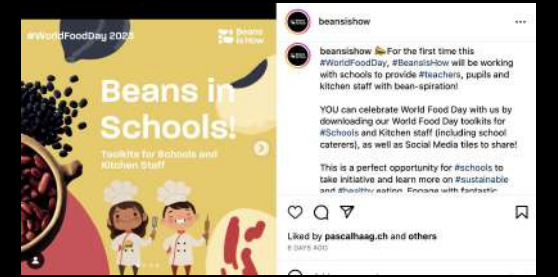 #WorldFoodDay 2023
Beans
is How
Beans in
Schools!
Toolkits for Schools and
Kitchen Staff
beansishow
beansishow For the first time this
#WorldFoodDay, #BeansIsHow will be working
with schools to provide #teachers, pupils and
kitchen staff with bean-spiration!
YOU can celebrate World Food Day with us by
downloading our World Food Day toolkits for
#Schools and Kitchen staff (including school
caterers), as well as Social Media tiles to share!
This is a perfect opportunity for #schools to
take initiative and learn more on #sustainable
and #healthy eating. Engage with fantastic
Liked by pascalhaag.ch and others
6 DAYS AGO